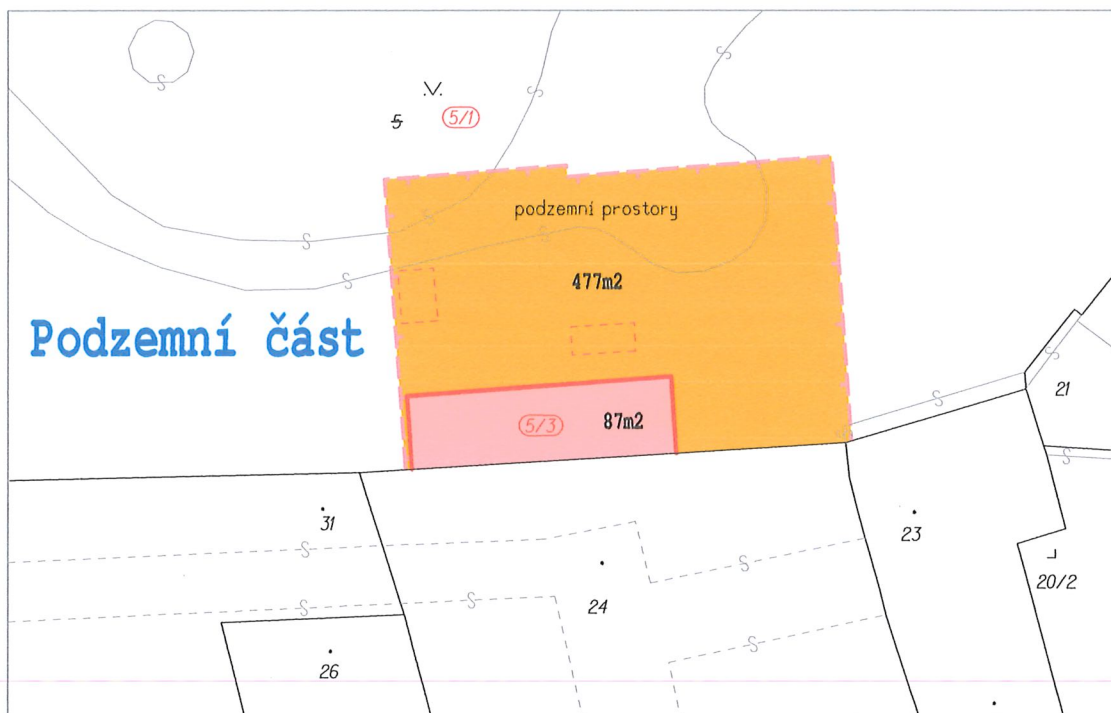 .V.
5
5/1
podzemní prostory
477m2
Podzemní část
21
5/3
87m2
31
23
20/2
24
26